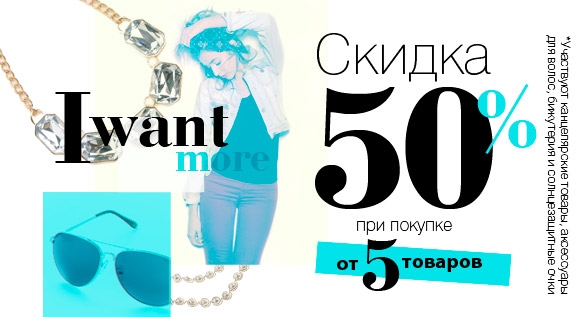 I want
more
Скидка
50%
при покупке
от 5 товаров
*Участвуют канцелярские товары, аксессуары
для волос, бижутерия и солнцезащитные очки